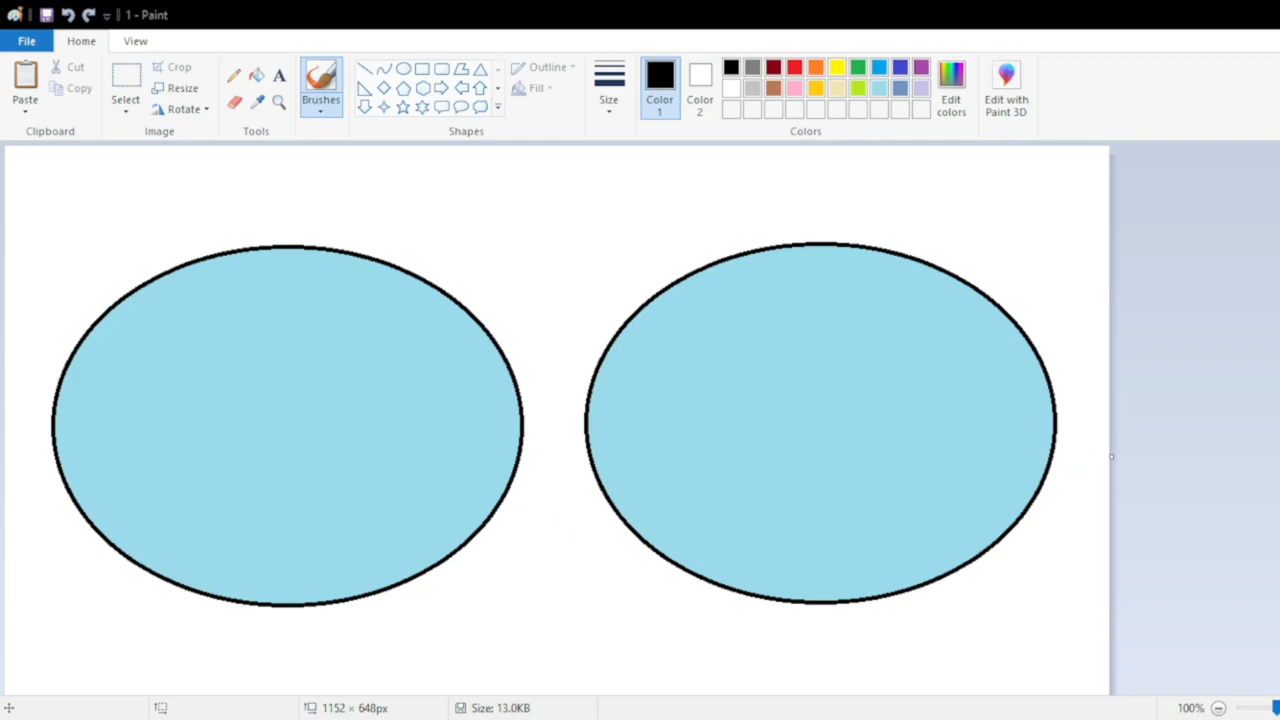 1 - Paint
File Home View
Paste Cut Copy
Clipboard
Select Crop Resize Rotate
Image
A
Tools
Brushes
Outline Fill
Shapes
Size
Color 1 Color 2
Edit colors
Colors
Edit with Paint 3D
1152 × 648px Size: 13.0KB 100%